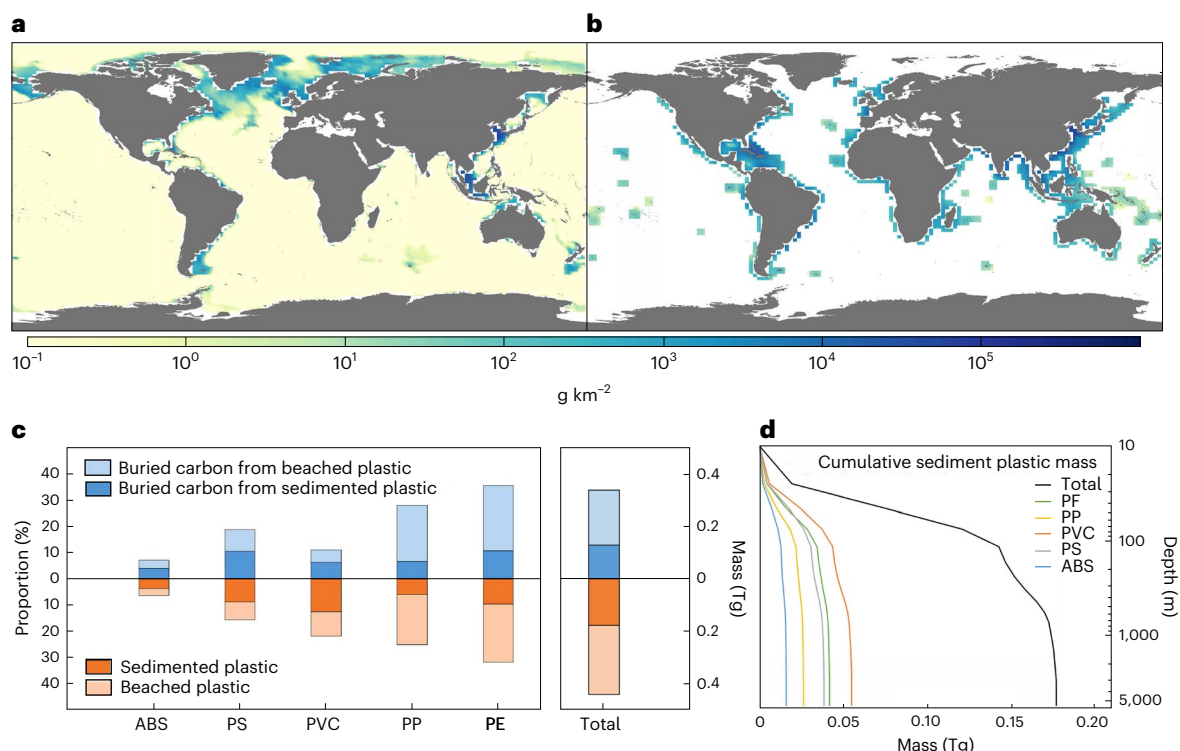 a
b
10⁻¹ 10⁰ 10¹ 10² 10³ 10⁴ 10⁵
g km⁻²
c
Proportion (%)
40
30
20
10
0
10
20
30
40
Buried carbon from beached plastic
Buried carbon from sedimented plastic
Sedimented plastic
Beached plastic
ABS PS PVC PP PE Total
0.4
0.2
0
0.2
0.4
Mass (Tg)
d
Cumulative sediment plastic mass
Total
PF
PP
PVC
PS
ABS
10
100
1,000
5,000
Depth (m)
0 0.05 0.10 0.15 0.20
Mass (Tg)